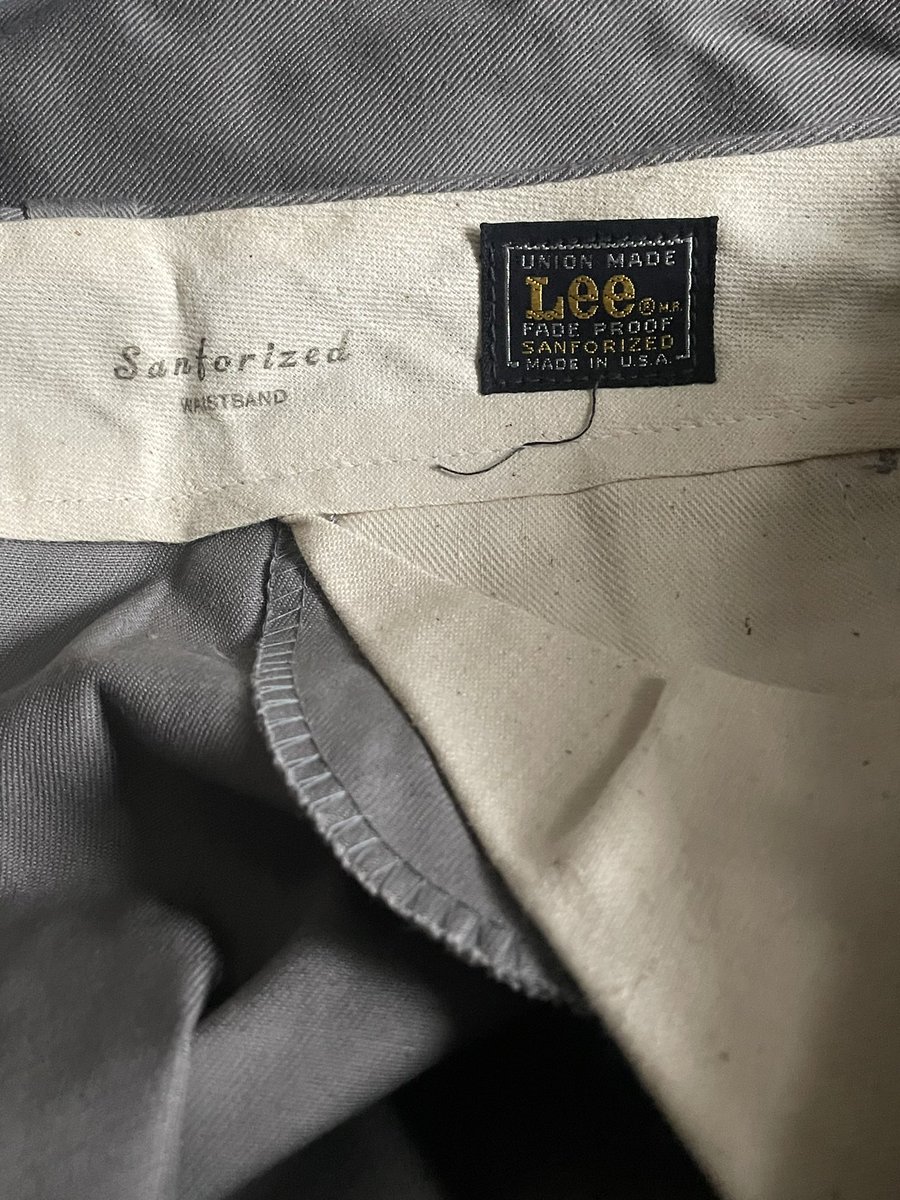 UNION MADE
Lee® M.R.
FADE PROOF
SANFORIZED
MADE IN U.S.A.
Sanforized
WAISTBAND